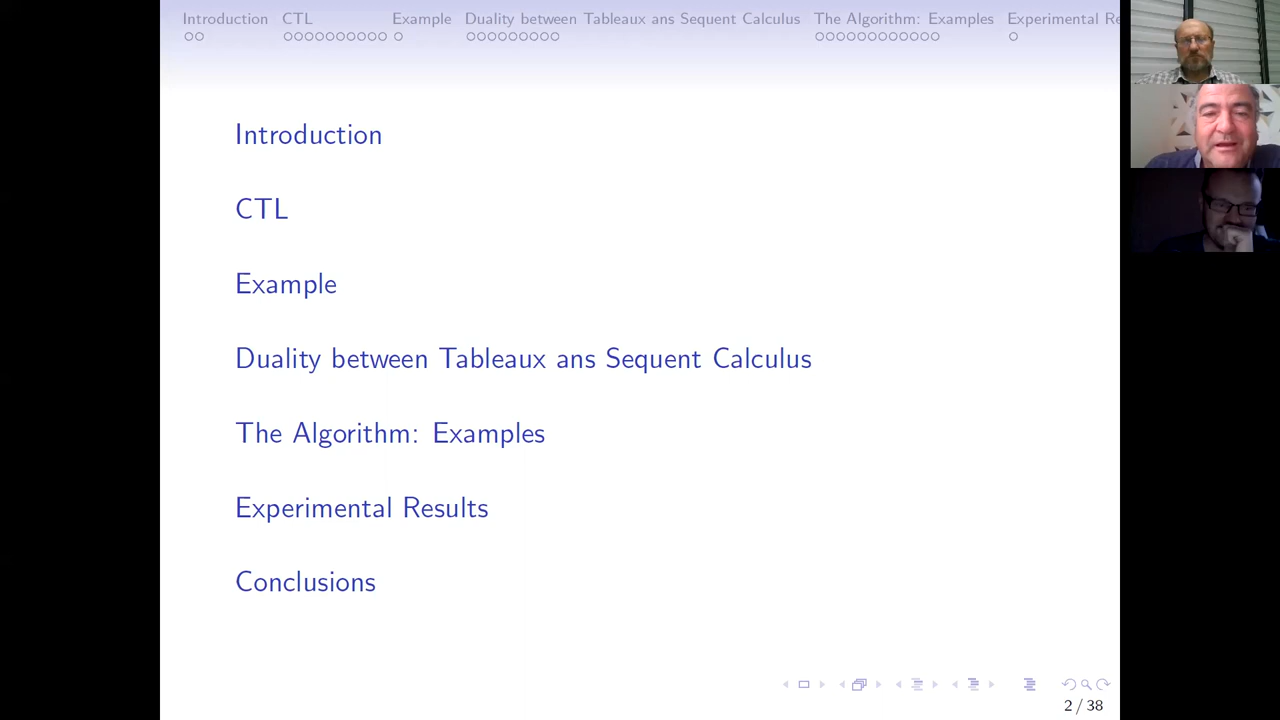 Introduction CTL Example Duality between Tableaux ans Sequent Calculus The Algorithm: Examples Experimental Re
Introduction
CTL
Example
Duality between Tableaux ans Sequent Calculus
The Algorithm: Examples
Experimental Results
Conclusions
2 / 38